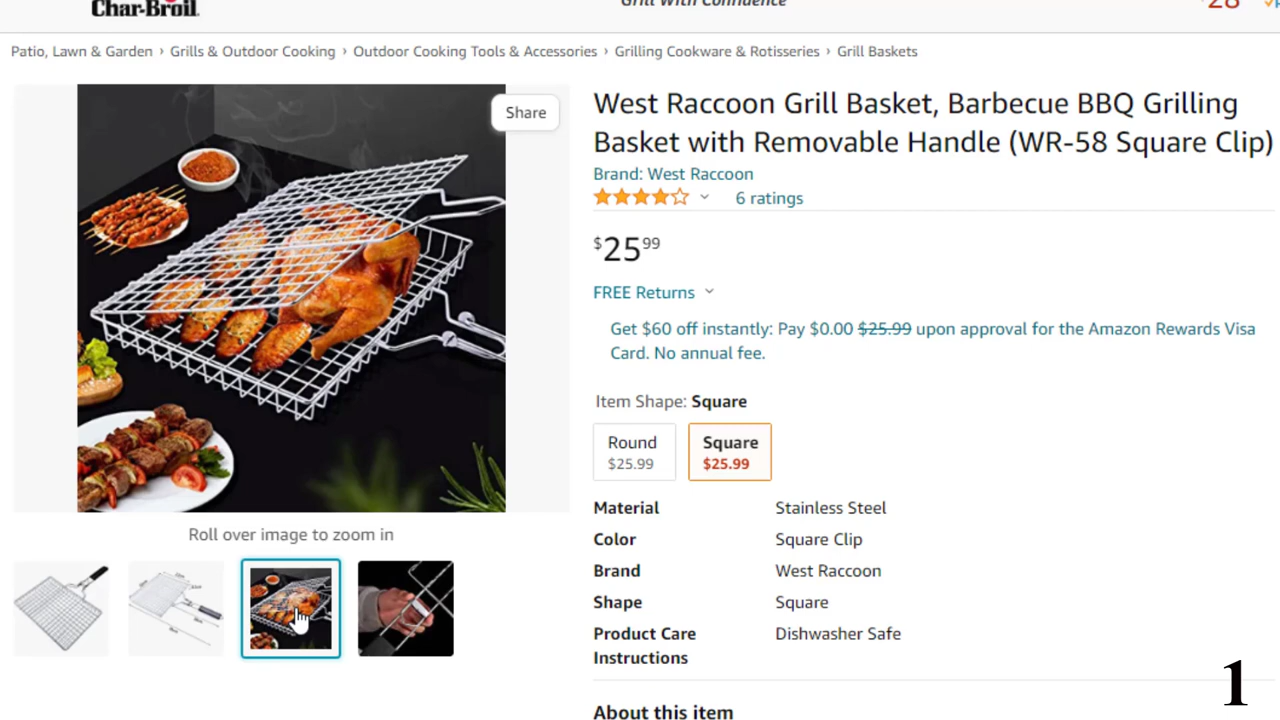 Char-Broil
Grill With Confidence
$28
Patio, Lawn & Garden › Grills & Outdoor Cooking › Outdoor Cooking Tools & Accessories › Grilling Cookware & Rotisseries › Grill Baskets
Share
West Raccoon Grill Basket, Barbecue BBQ Grilling
Basket with Removable Handle (WR-58 Square Clip)
Brand: West Raccoon
6 ratings
$25 99
FREE Returns
Get $60 off instantly: Pay $0.00 $25.99 upon approval for the Amazon Rewards Visa
Card. No annual fee.
Item Shape: Square
Round
$25.99
Square
$25.99
Material Stainless Steel
Color Square Clip
Brand West Raccoon
Shape Square
Product Care Dishwasher Safe
Instructions
About this item
Roll over image to zoom in
1